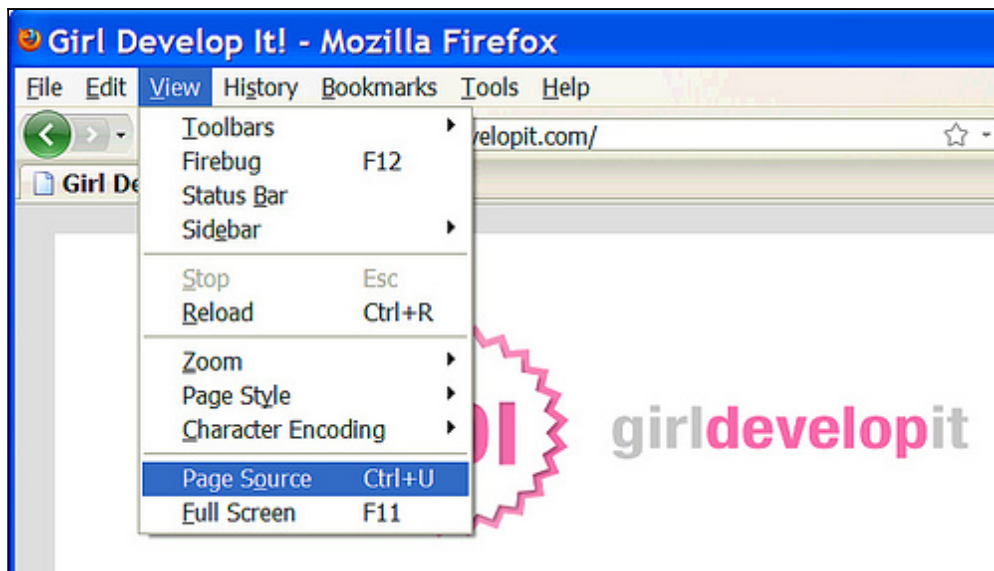 Girl Develop It! - Mozilla Firefox
File Edit View History Bookmarks Tools Help
velopit.com/
Girl De
Toolbars
Firebug F12
Status Bar
Sidebar
Stop Esc
Reload Ctrl+R
Zoom
Page Style
Character Encoding
Page Source Ctrl+U
Full Screen F11
DI
girldevelopit